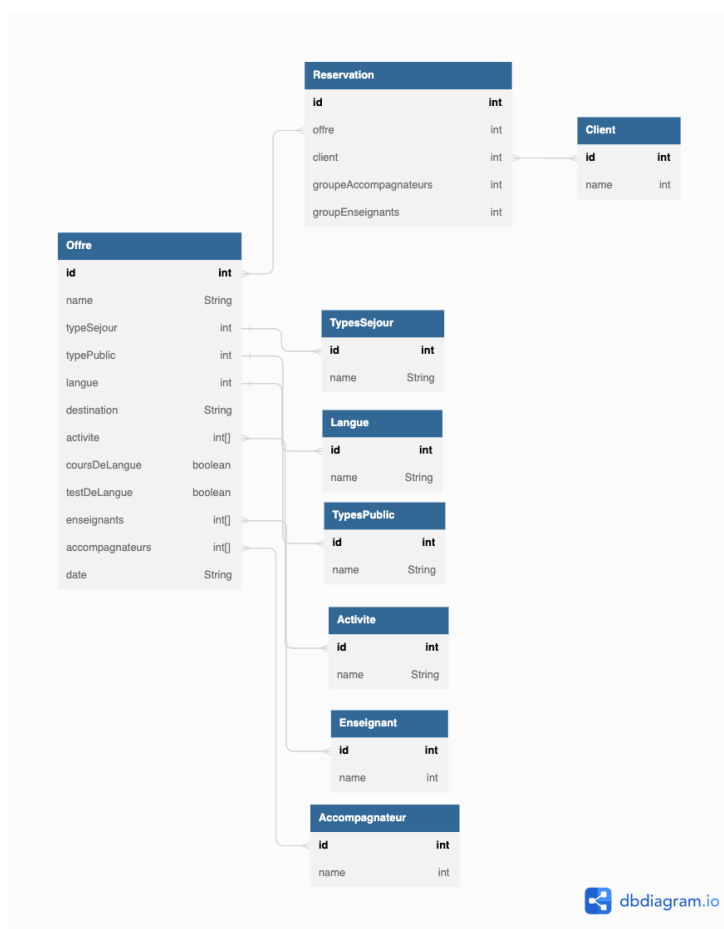 Reservation
id int
offre int
client int
groupeAccompagnateurs int
groupEnseignants int
Client
id int
name int
Offre
id int
name String
typeSejour int
typePublic int
langue int
destination String
activite int[]
coursDeLangue boolean
testDeLangue boolean
enseignants int[]
accompagnateurs int[]
date String
TypesSejour
id int
name String
Langue
id int
name String
TypesPublic
id int
name String
Activite
id int
name String
Enseignant
id int
name int
Accompagnateur
id int
name int
dbdiagram.io